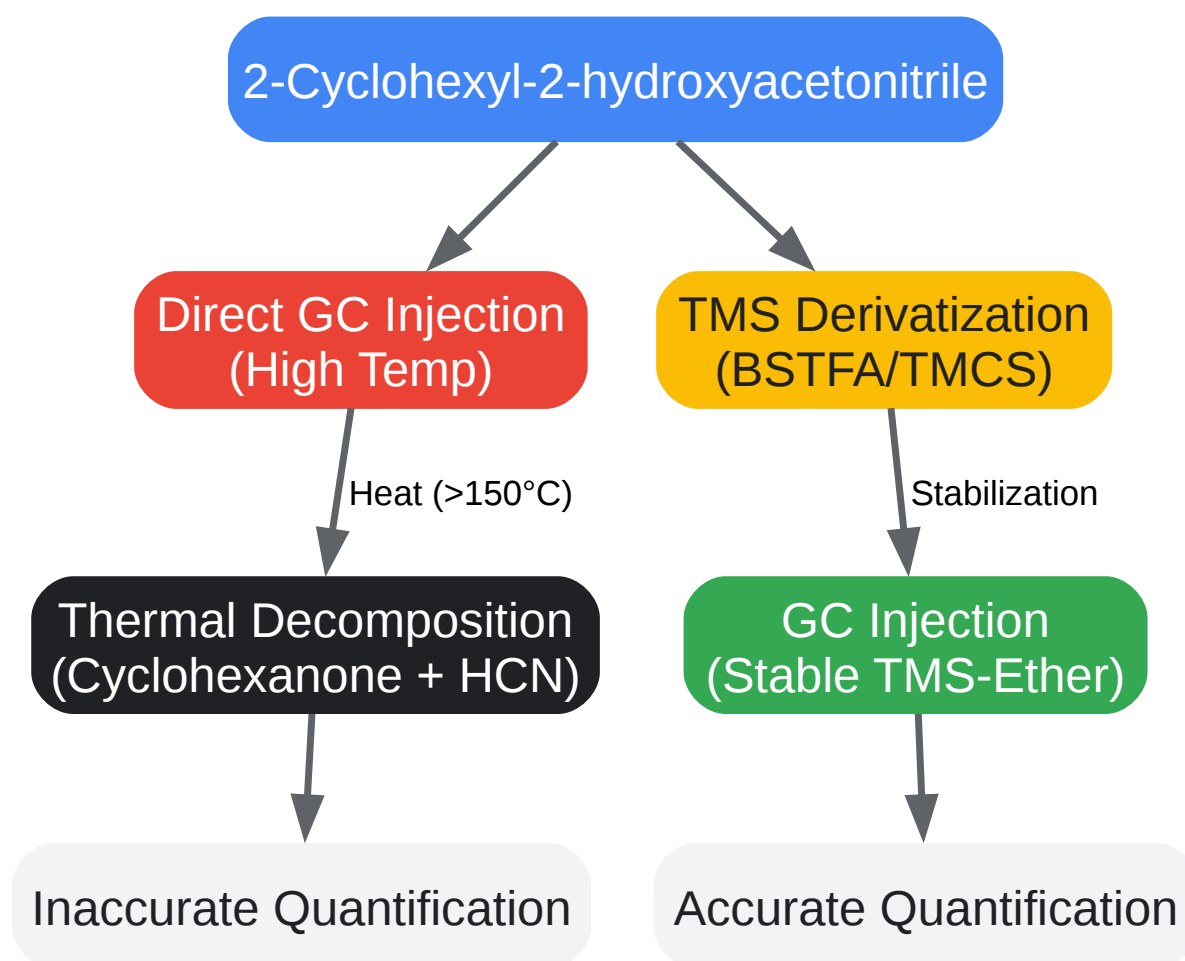 2-Cyclohexyl-2-hydroxyacetonitrile
Direct GC Injection
(High Temp)
TMS Derivatization
(BSTFA/TMCS)
Heat (>150°C)
Stabilization
Thermal Decomposition
(Cyclohexanone + HCN)
GC Injection
(Stable TMS-Ether)
Inaccurate Quantification
Accurate Quantification